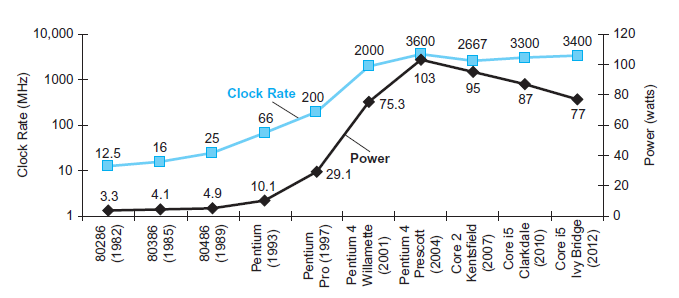 10,000
1000
100
10
1
Clock Rate (MHz)
120
100
80
60
40
20
0
Power (watts)
12.5
16
25
66
200
2000
3600
2667
3300
3400
Clock Rate
3.3
4.1
4.9
10.1
29.1
75.3
103
95
87
77
Power
80286
(1982)
80386
(1985)
80486
(1989)
Pentium
(1993)
Pentium
Pro (1997)
Pentium 4
Willamette
(2001)
Pentium 4
Prescott
(2004)
Core 2
Kentsfield
(2007)
Core i5
Clarkdale
(2010)
Core i5
Ivy Bridge
(2012)